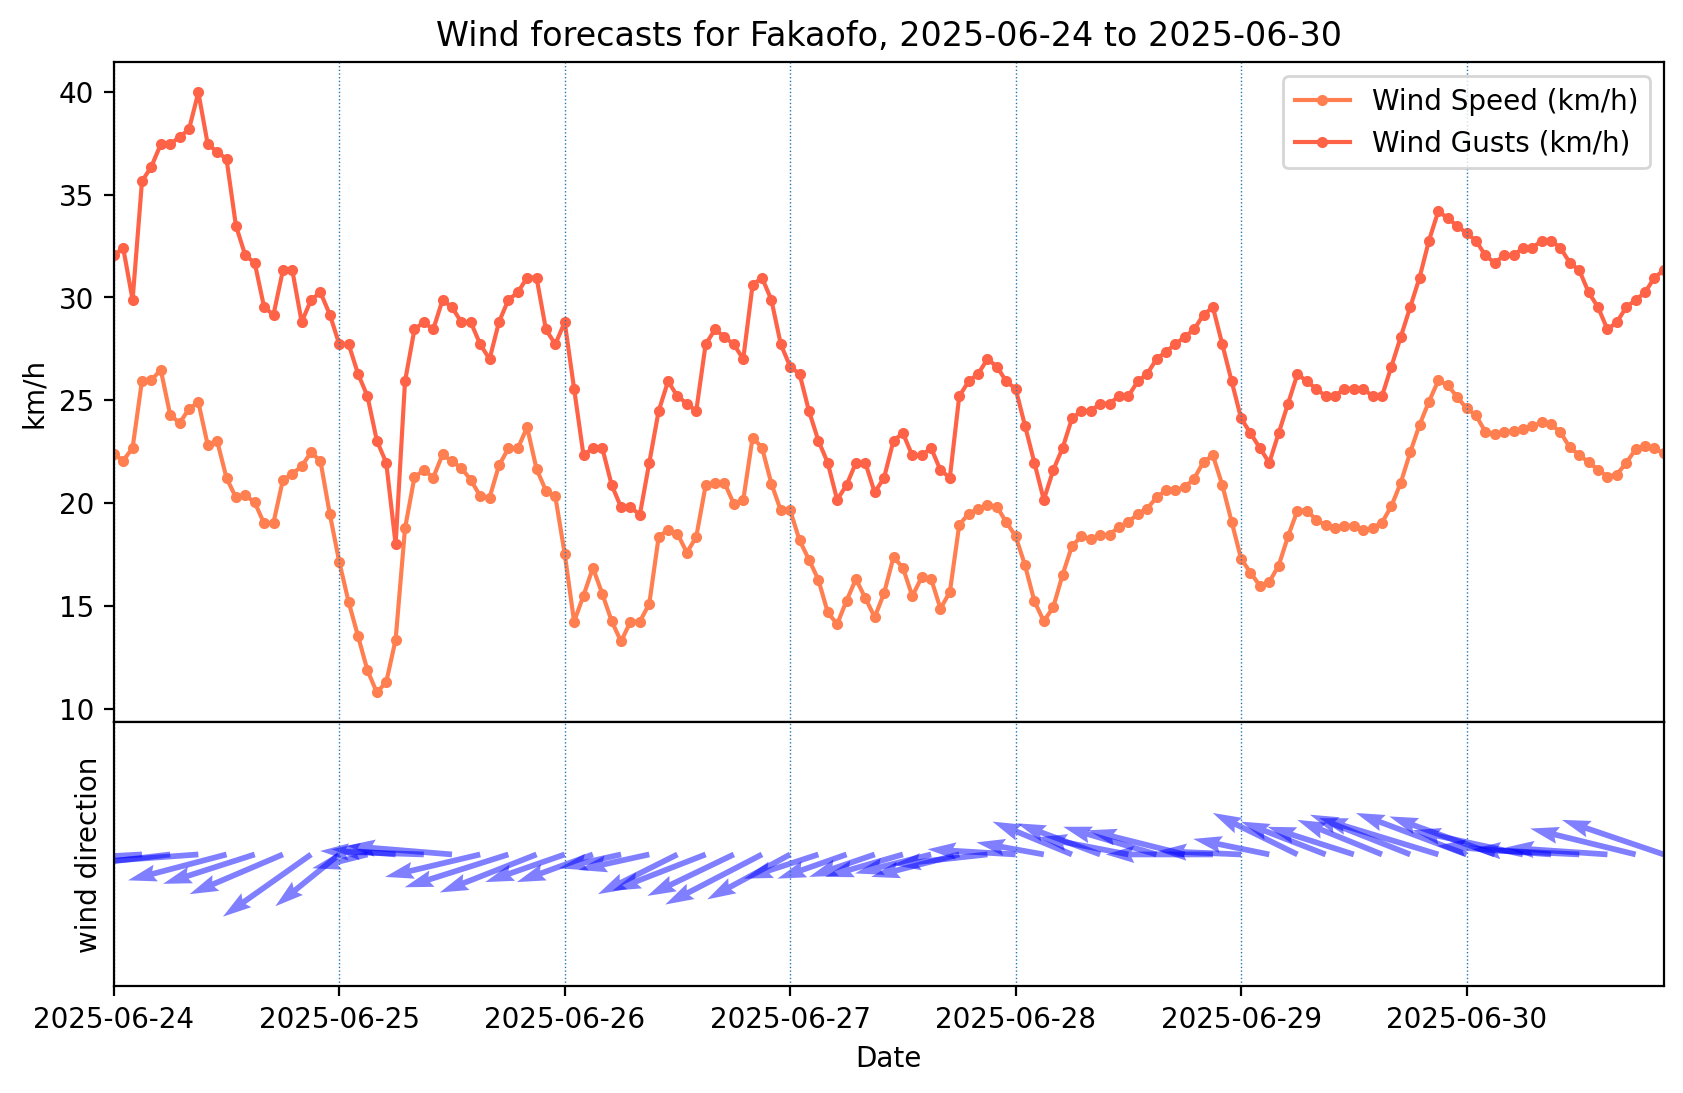 Wind forecasts for Fakaofo, 2025-06-24 to 2025-06-30
40
35
30
25
20
15
10
km/h
Wind Speed (km/h)
Wind Gusts (km/h)
wind direction
2025-06-24
2025-06-25
2025-06-26
2025-06-27
2025-06-28
2025-06-29
2025-06-30
Date